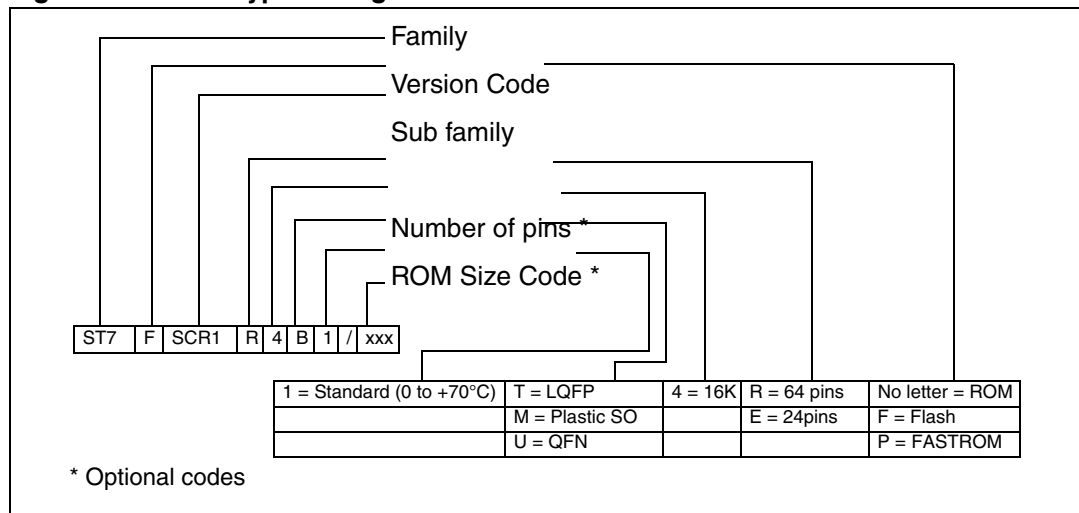 Family
Version Code
Sub family
Number of pins *
ROM Size Code *
ST7 F SCR1 R 4 B 1 / xxx
1 = Standard (0 to +70°C) T = LQFP 4 = 16K R = 64 pins No letter = ROM
M = Plastic SO E = 24pins F = Flash
U = QFN P = FASTROM
* Optional codes